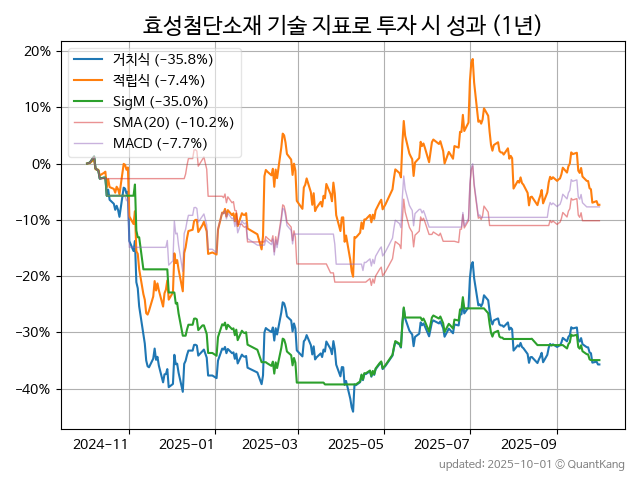 효성첨단소재 기술 지표로 투자 시 성과 (1년)
거치식 (−35.8%)
적립식 (−7.4%)
SigM (−35.0%)
SMA(20) (−10.2%)
MACD (−7.7%)
20%
10%
0%
−10%
−20%
−30%
−40%
2024-11 2025-01 2025-03 2025-05 2025-07 2025-09
updated: 2025-10-01 © QuantKang